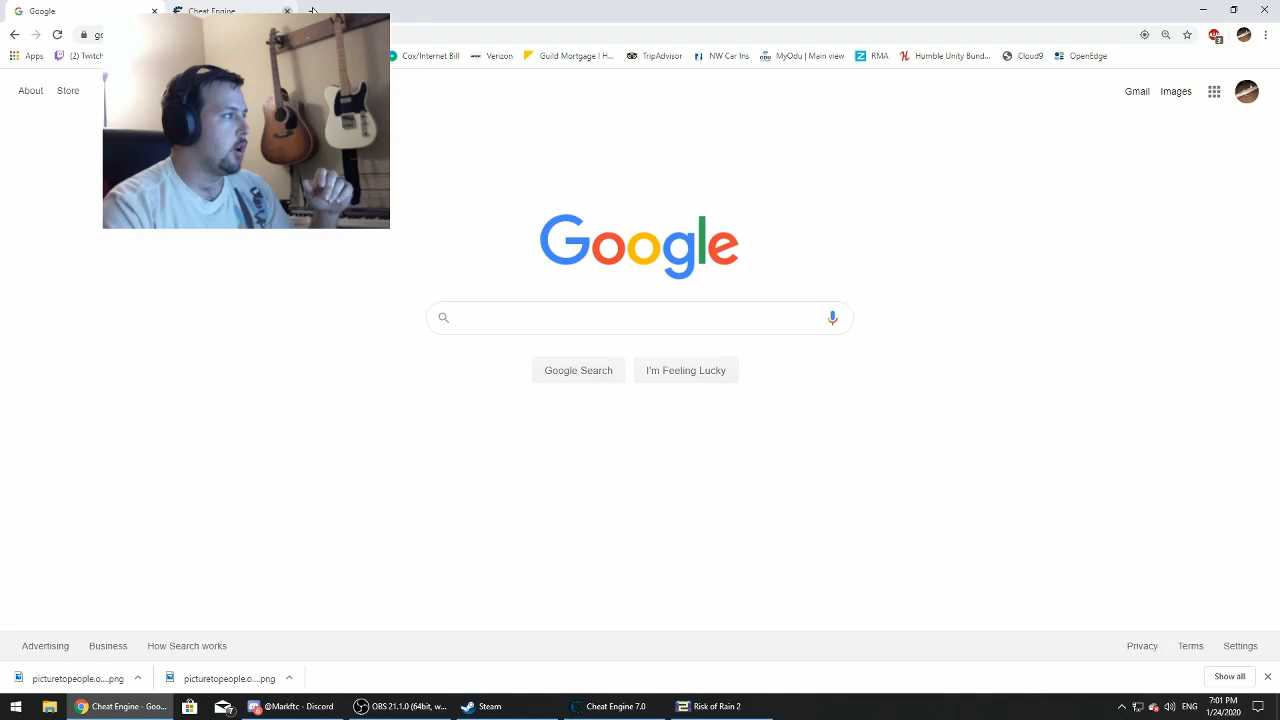 Google
go
Apps
(2) Twitch
Cox/Internet Bill
Verizon
Guild Mortgage | H...
TripAdvisor
NW Car Ins
MyOdu | Main view
RMA
Humble Unity Bund...
Cloud9
OpenEdge
About
Store
Gmail
Images
Google
Google Search
I'm Feeling Lucky
Advertising
Business
How Search works
Privacy
Terms
Settings
picturetopeople.o....png
picturetopeople.o....png
Show all
Cheat Engine - Goo...
@Markftc - Discord
OBS 21.1.0 (64bit, w...
Steam
Cheat Engine 7.0
Risk of Rain 2
ENG
7:01 PM
1/24/2020